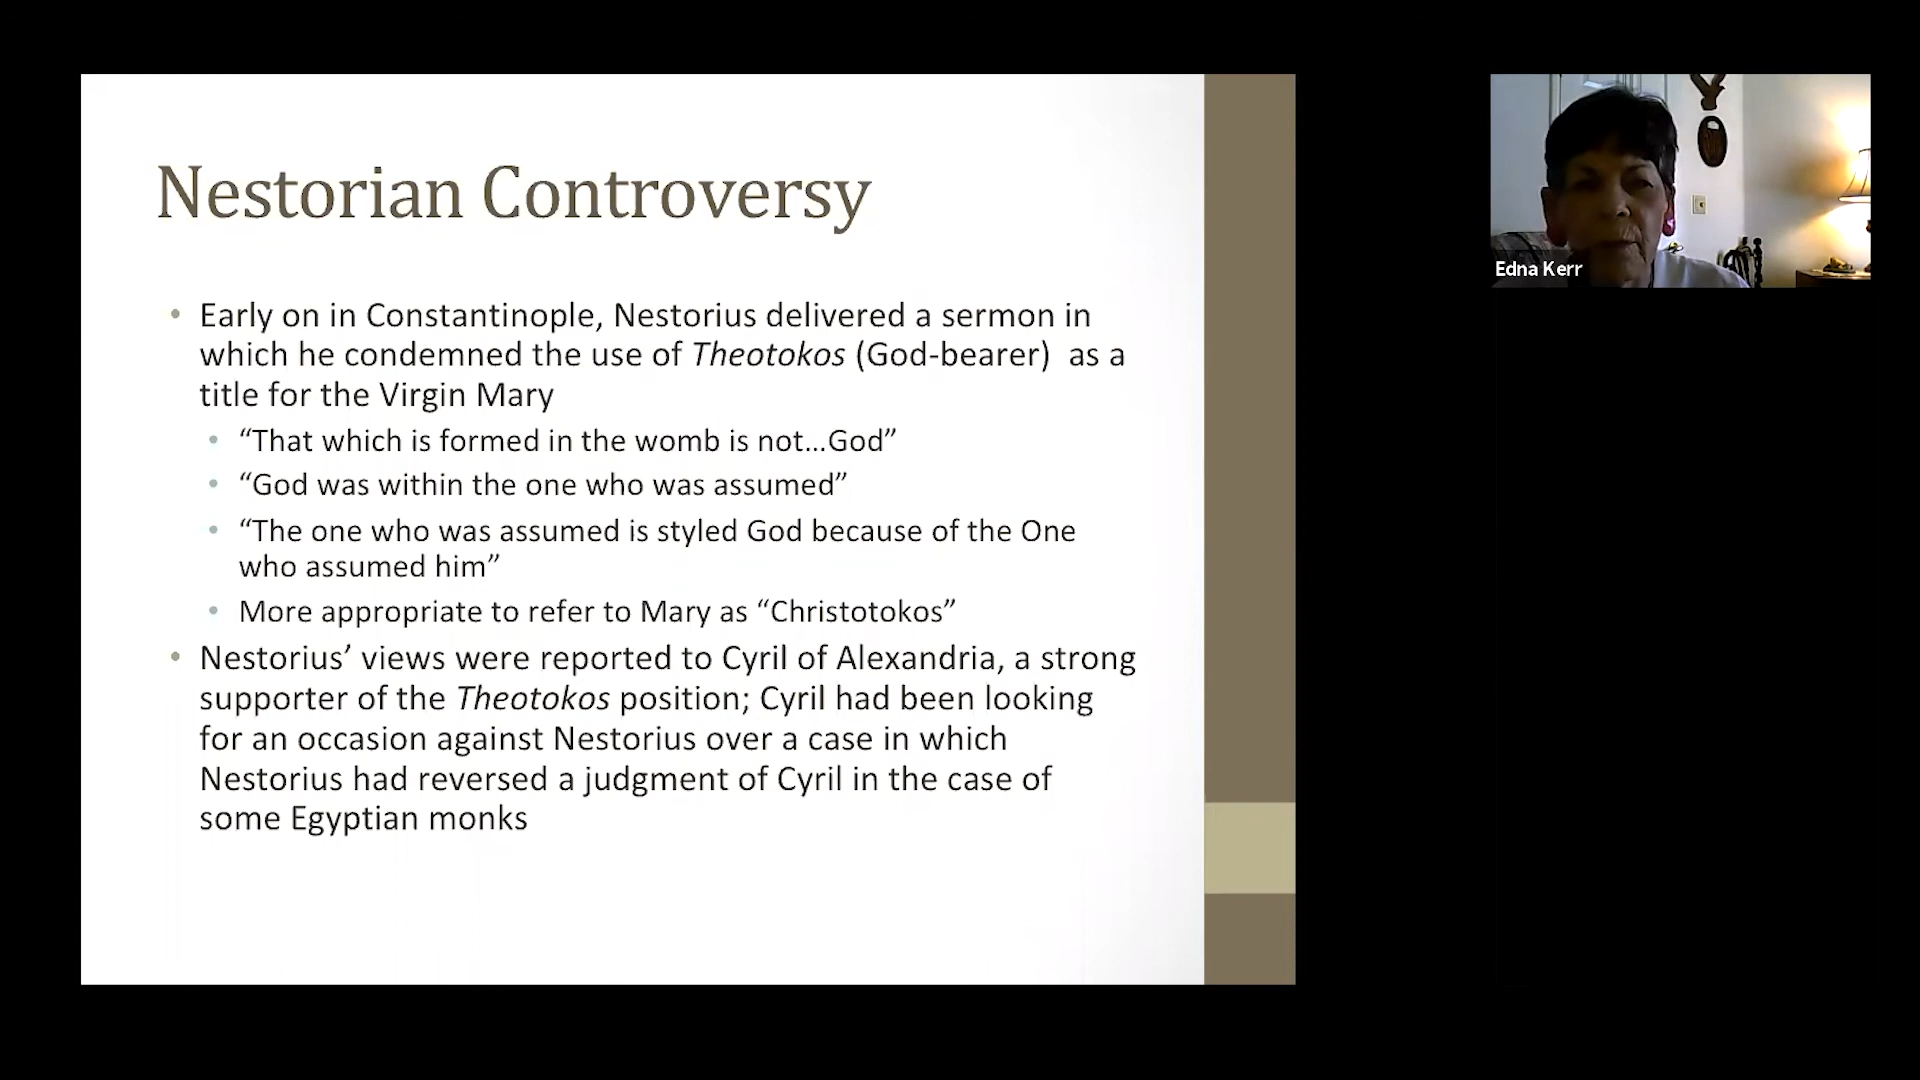 Nestorian Controversy
• Early on in Constantinople, Nestorius delivered a sermon in
which he condemned the use of Theotokos (God-bearer)  as a
title for the Virgin Mary
• “That which is formed in the womb is not…God”
• “God was within the one who was assumed”
• “The one who was assumed is styled God because of the One
who assumed him”
• More appropriate to refer to Mary as “Christotokos”
• Nestorius’ views were reported to Cyril of Alexandria, a strong
supporter of the Theotokos position; Cyril had been looking
for an occasion against Nestorius over a case in which
Nestorius had reversed a judgment of Cyril in the case of
some Egyptian monks
Edna Kerr